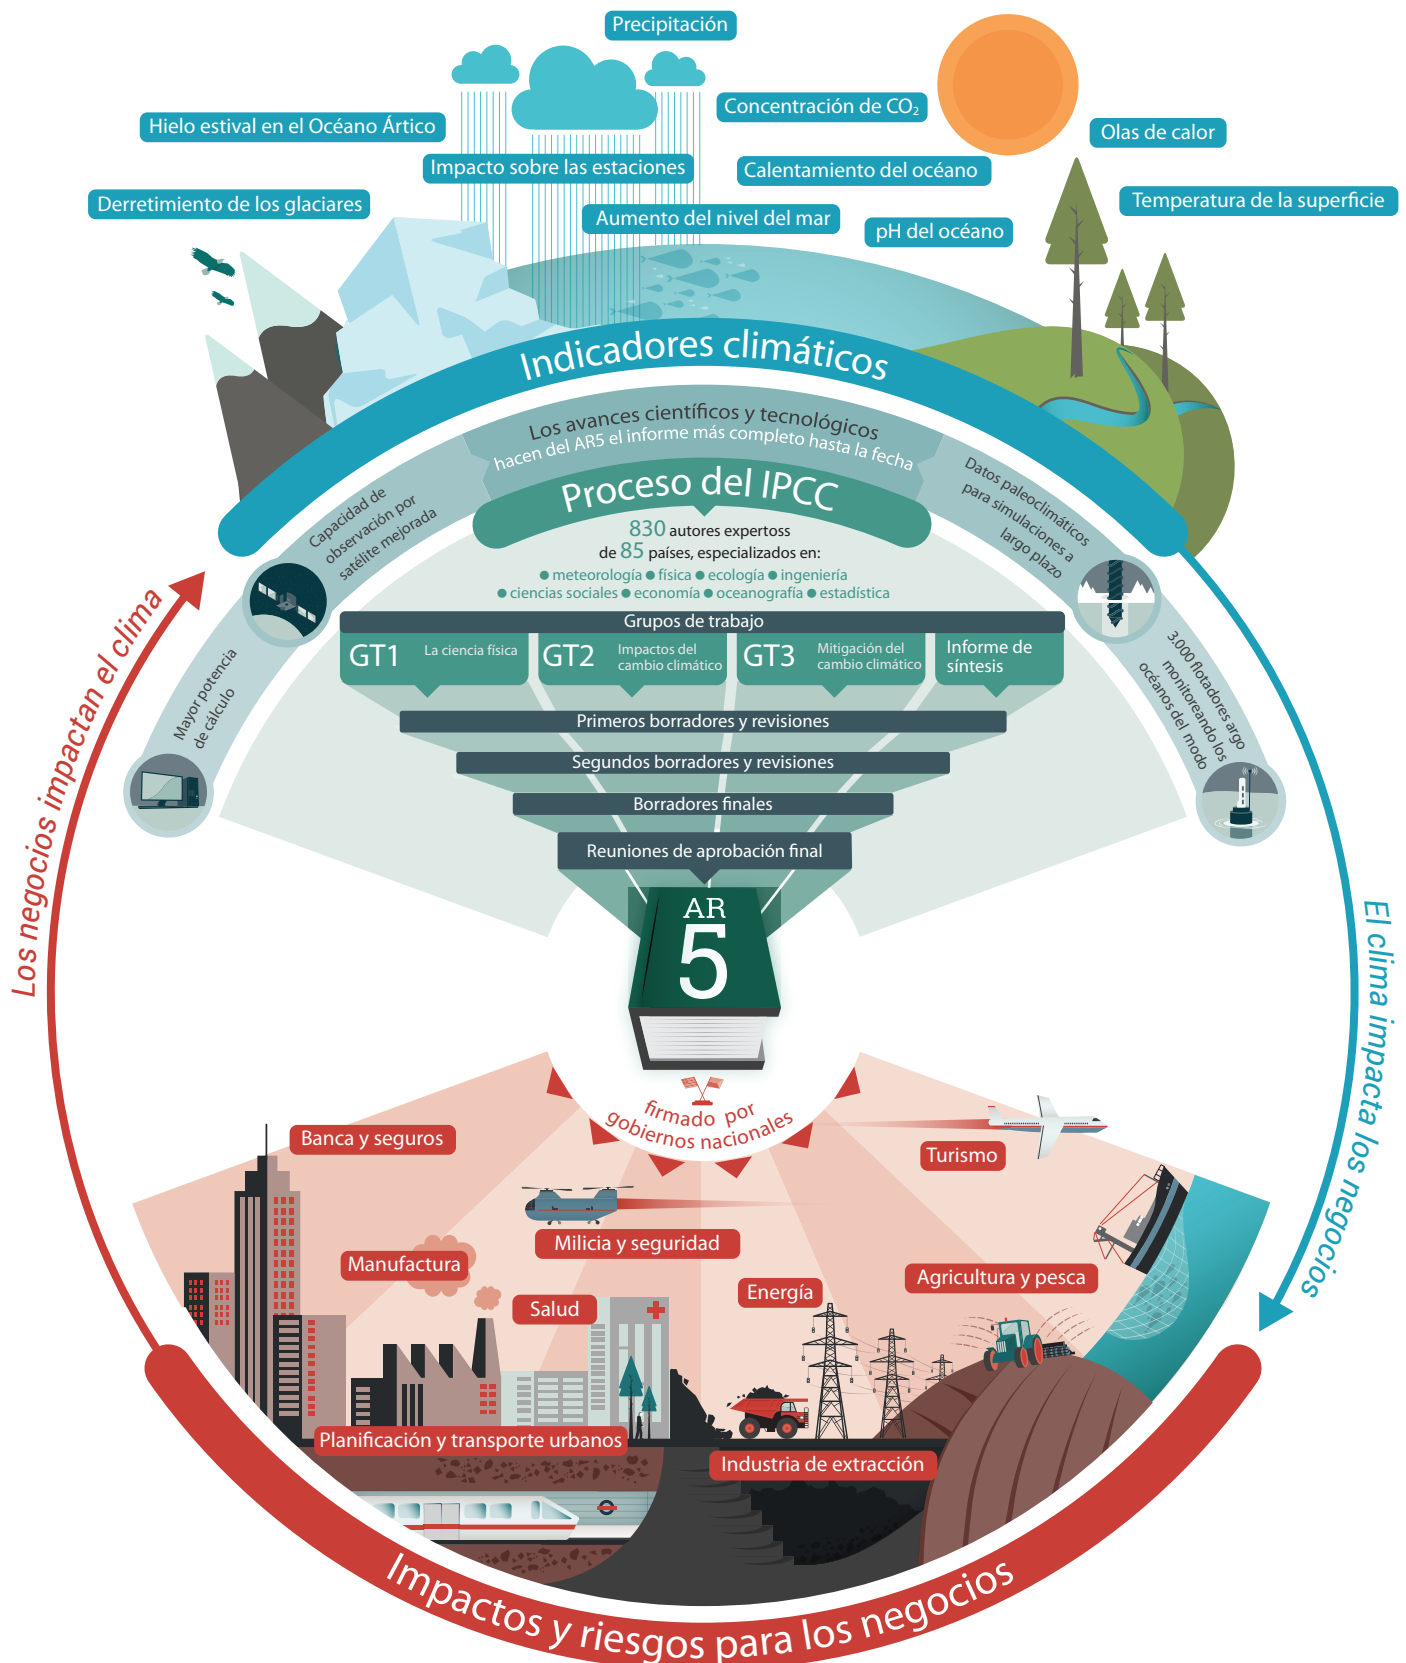 Precipitación
Concentración de CO₂
Hielo estival en el Océano Ártico
Olas de calor
Impacto sobre las estaciones
Calentamiento del océano
Derretimiento de los glaciares
Temperatura de la superficie
Aumento del nivel del mar
pH del océano
Indicadores climáticos
Los avances científicos y tecnológicos
hacen del AR5 el informe más completo hasta la fecha
Capacidad de
observación por
satélite mejorada
Mayor potencia
de cálculo
Datos paleoclimáticos
para simulaciones a
largo plazo
3.000 flotadores argo
monitoreando los
océanos del modo
Proceso del IPCC
830 autores expertoss
de 85 países, especializados en:
● meteorología ● física ● ecología ● ingeniería
● ciencias sociales ● economía ● oceanografía ● estadística
Grupos de trabajo
GT1
La ciencia física
GT2
Impactos del
cambio climático
GT3
Mitigación del
cambio climático
Informe de
síntesis
Primeros borradores y revisiones
Segundos borradores y revisiones
Borradores finales
Reuniones de aprobación final
AR
5
firmado por
gobiernos nacionales
Los negocios impactan el clima
El clima impacta los negocios
Banca y seguros
Turismo
Milicia y seguridad
Manufactura
Agricultura y pesca
Energía
Salud
Planificación y transporte urbanos
Industria de extracción
Impactos y riesgos para los negocios